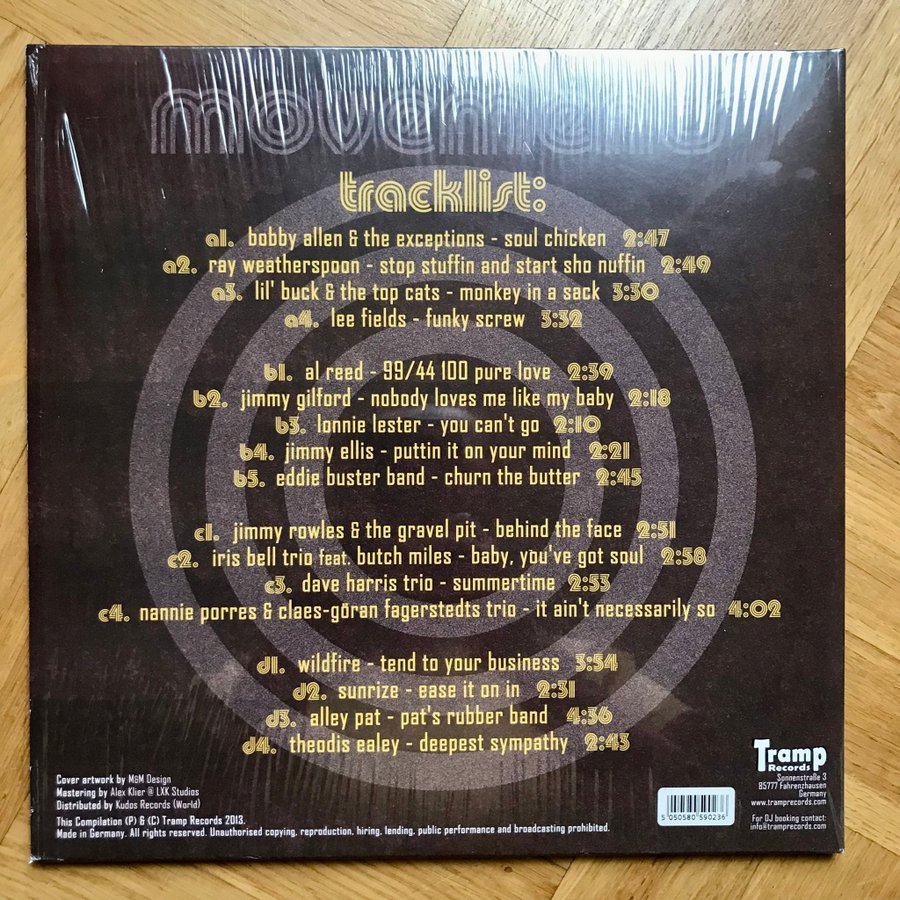 movements
tracklist:
a1. bobby allen & the exceptions - soul chicken 2:47
a2. ray weatherspoon - stop stuffin and start sho nuffin 2:49
a3. lil' buck & the top cats - monkey in a sack 3:30
a4. lee fields - funky screw 3:32
b1. al reed - 99/44 100 pure love 2:39
b2. jimmy gilford - nobody loves me like my baby 2:18
b3. lonnie lester - you can't go 2:10
b4. jimmy ellis - puttin it on your mind 2:21
b5. eddie buster band - churn the butter 2:45
c1. jimmy rowles & the gravel pit - behind the face 2:51
c2. iris bell trio feat. butch miles - baby, you've got soul 2:58
c3. dave harris trio - summertime 2:53
c4. nannie porres & claes-göran fagerstedts trio - it ain't necessarily so 4:02
d1. wildfire - tend to your business 3:54
d2. sunrize - ease it on in 2:31
d3. alley pat - pat's rubber band 4:36
d4. theodis ealey - deepest sympathy 2:43
Cover artwork by M&M Design
Mastering by Alex Klier @ LXK Studios
Distributed by Kudos Records (World)
This Compilation (P) & (C) Tramp Records 2013.
Made in Germany. All rights reserved. Unauthorised copying, reproduction, hiring, lending, public performance and broadcasting prohibited.
5 050580 590236
Tramp
Records
Sonnenstraße 3
85777 Fahrenzhausen
Germany
www.tramprecords.com
For DJ booking contact:
info@tramprecords.com